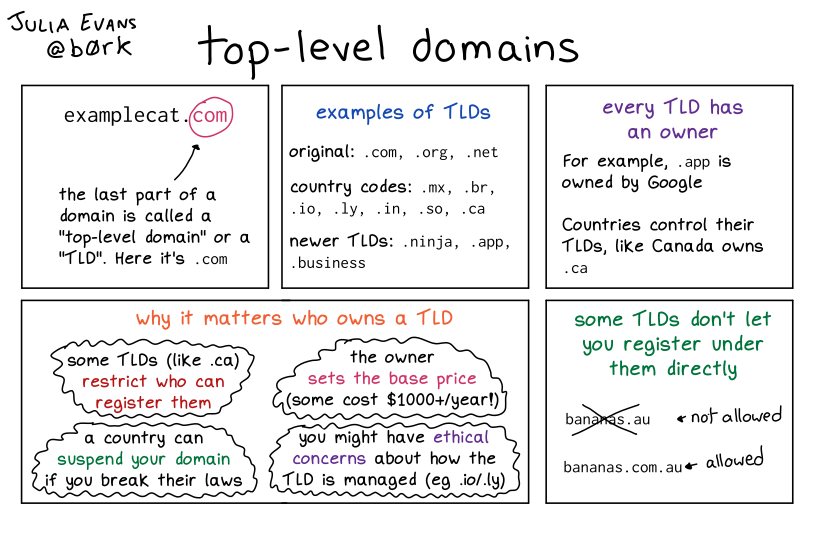 JULIA EVANS
@b0rk
top-level domains
examplecat.com
the last part of a
domain is called a
"top-level domain" or a
"TLD". Here it's .com
examples of TLDs
original: .com, .org, .net
country codes: .mx, .br,
.io, .ly, .in, .so, .ca
newer TLDs: .ninja, .app,
.business
every TLD has
an owner
For example, .app is
owned by Google
Countries control their
TLDs, like Canada owns
.ca
why it matters who owns a TLD
some TLDs (like .ca)
restrict who can
register them
the owner
sets the base price
(some cost $1000+/year!)
a country can
suspend your domain
if you break their laws
you might have ethical
concerns about how the
TLD is managed (eg .io/.ly)
some TLDs don't let
you register under
them directly
bananas.au ← not allowed
bananas.com.au ← allowed